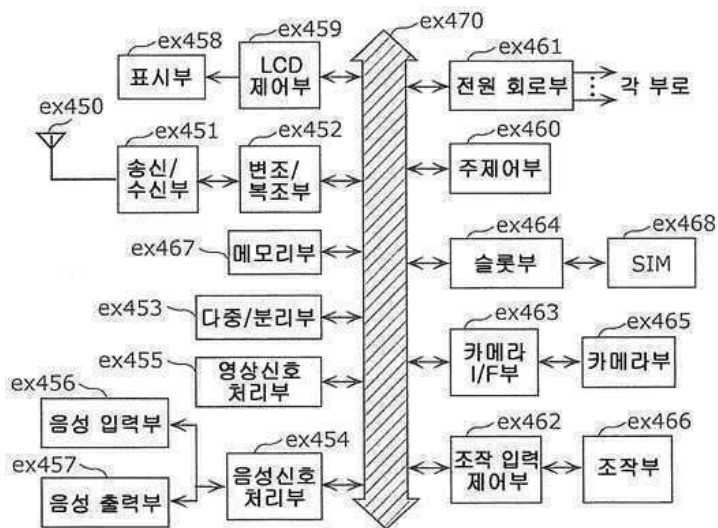 ex470
ex458
ex459
ex461
표시부
LCD
제어부
전원 회로부
각 부로
ex450
ex451
ex452
ex460
송신/
수신부
변조/
복조부
주제어부
ex467
메모리부
ex464
ex468
슬롯부
SIM
ex453
다중/분리부
ex463
ex465
카메라
I/F부
카메라부
ex455
영상신호
처리부
ex456
음성 입력부
ex454
ex462
ex466
ex457
음성 출력부
음성신호
처리부
조작 입력
제어부
조작부